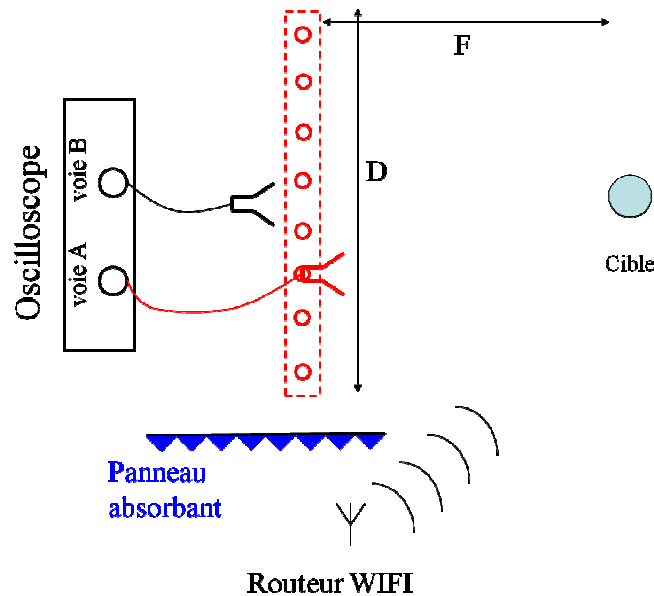 F
D
Oscilloscope
voie B
voie A
Cible
Panneau
absorbant
Routeur WIFI